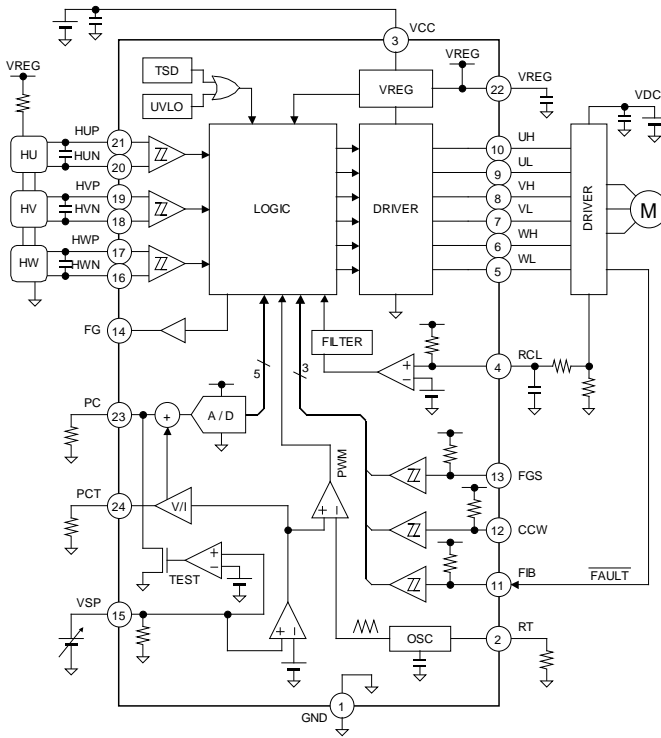 3 VCC
TSD
UVLO
VREG
VREG
22 VREG
VREG
VDC
HU HUP 21
HUN 20
HV HVP 19
HVN 18
HW HWP 17
HWN 16
LOGIC
DRIVER
10 UH
9 UL
8 VH
7 VL
6 WH
5 WL
DRIVER
M
FG 14
FILTER
5
3
+
–
4 RCL
PC 23
+
A / D
PWM
13 FGS
PCT 24
V/I
+ –
12 CCW
TEST
+
–
11 FIB
FAULT
VSP 15
+ –
OSC
2 RT
GND 1